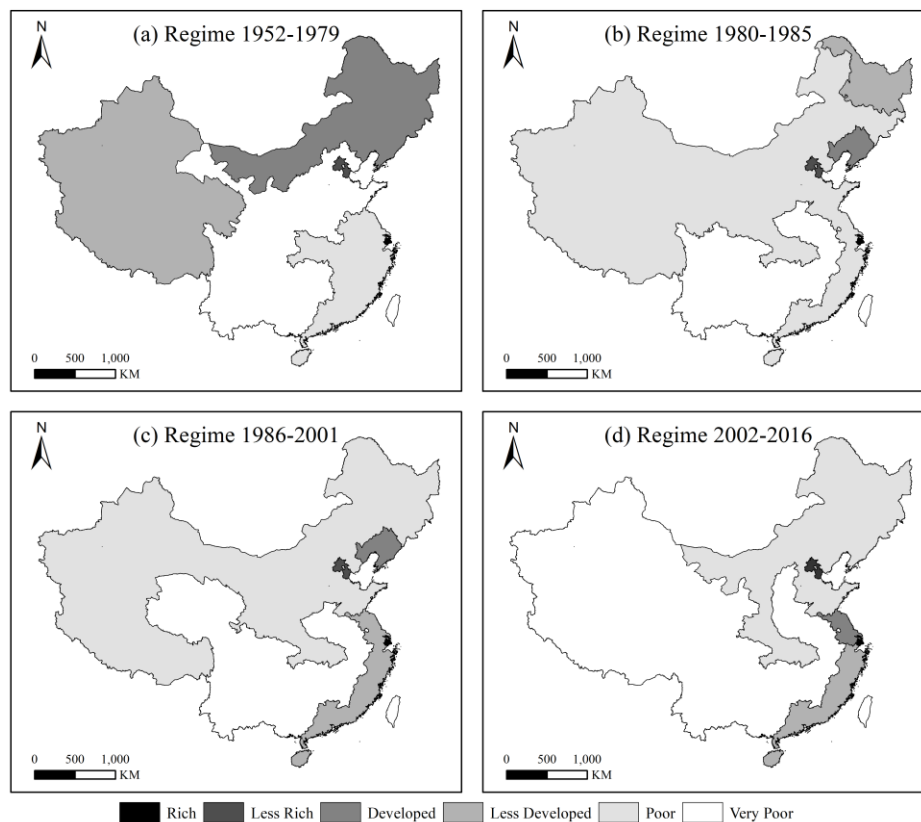 N
(a) Regime 1952-1979
0 500 1,000
KM
N
(b) Regime 1980-1985
0 500 1,000
KM
N
(c) Regime 1986-2001
0 500 1,000
KM
N
(d) Regime 2002-2016
0 500 1,000
KM
Rich Less Rich Developed Less Developed Poor Very Poor